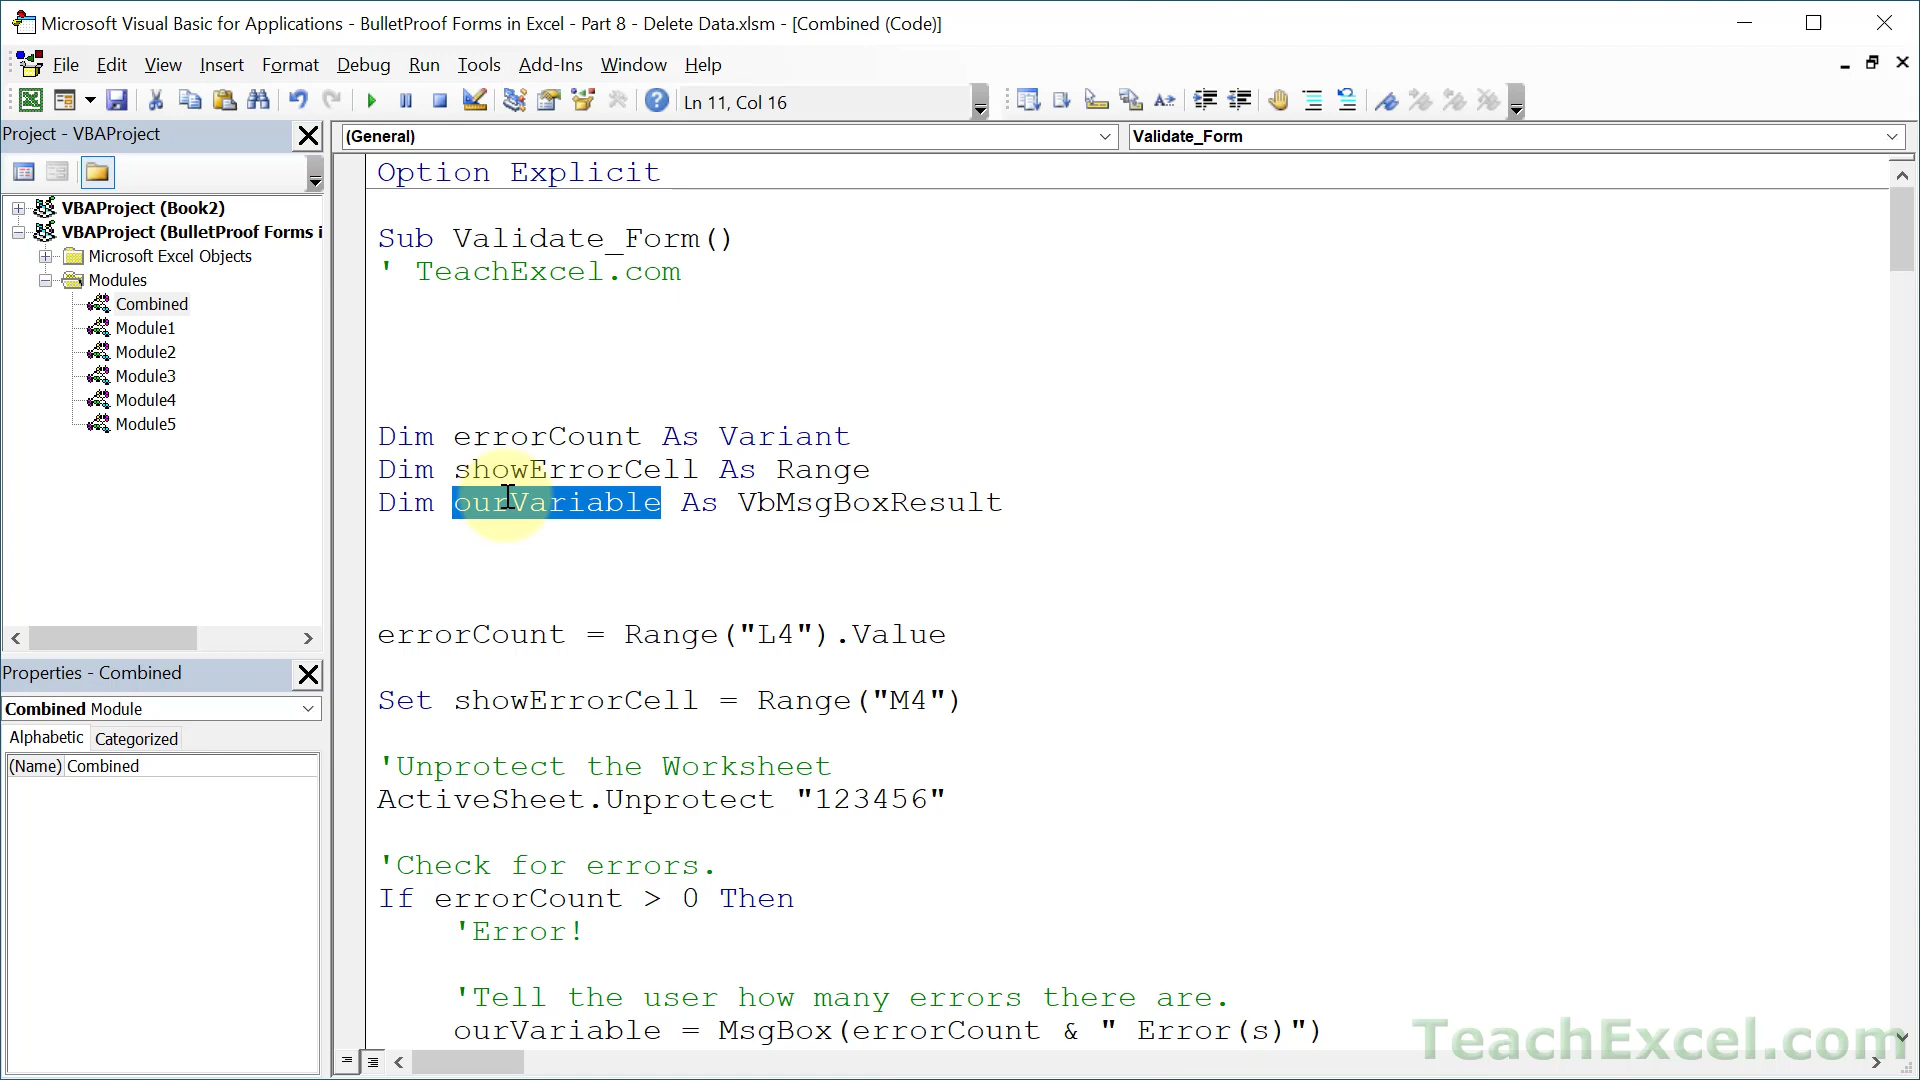 Microsoft Visual Basic for Applications - BulletProof Forms in Excel - Part 8 - Delete Data.xlsm - [Combined (Code)]
File Edit View Insert Format Debug Run Tools Add-Ins Window Help
Ln 11, Col 16
Project - VBAProject
(General)
Validate_Form
VBAProject (Book2)
VBAProject (BulletProof Forms i
Microsoft Excel Objects
Modules
Combined
Module1
Module2
Module3
Module4
Module5
Properties - Combined
Combined Module
Alphabetic Categorized
(Name) Combined
Option Explicit
Sub Validate_Form()
' TeachExcel.com
Dim errorCount As Variant
Dim showErrorCell As Range
Dim ourVariable As VbMsgBoxResult
errorCount = Range("L4").Value
Set showErrorCell = Range("M4")
'Unprotect the Worksheet
ActiveSheet.Unprotect "123456"
'Check for errors.
If errorCount > 0 Then
'Error!
'Tell the user how many errors there are.
ourVariable = MsgBox(errorCount & " Error(s)")
TeachExcel.com